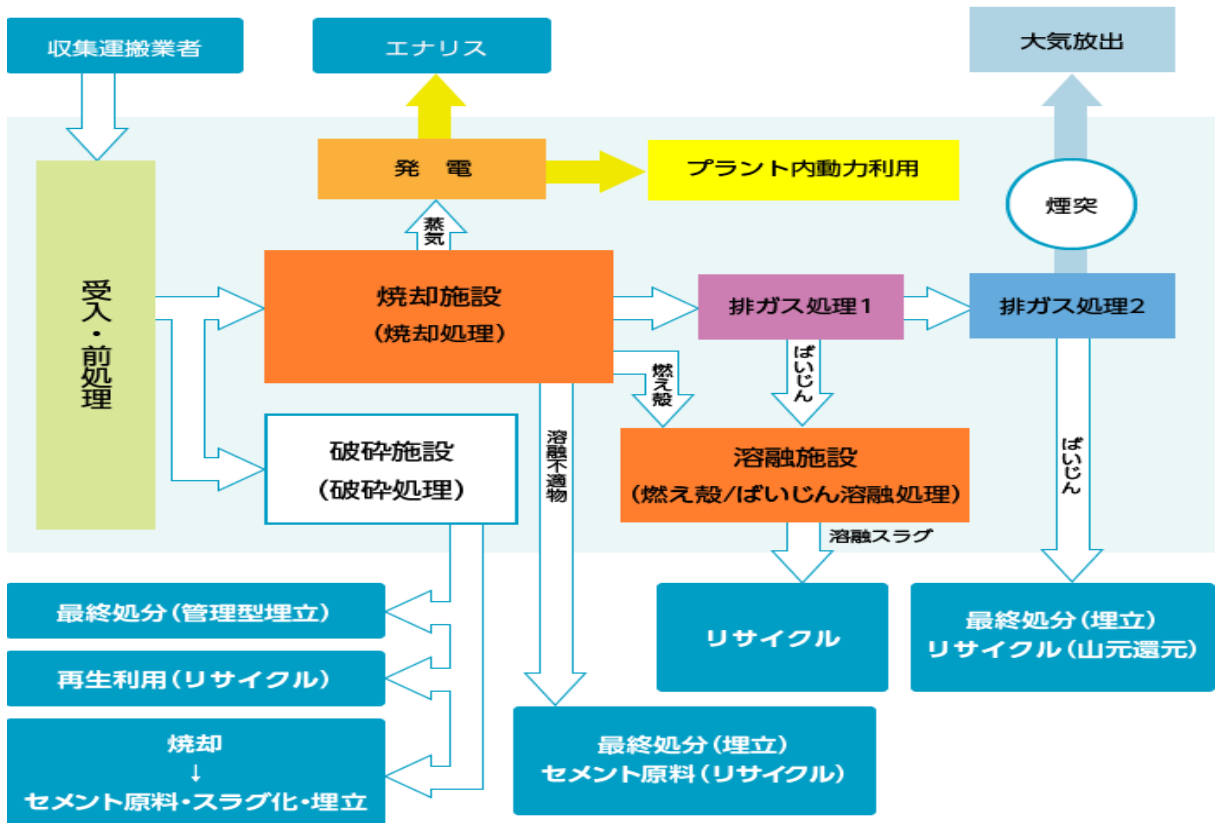 収集運搬業者
エナリス
大気放出
発　電
プラント内動力利用
煙突
蒸気
受入・前処理
焼却施設
(焼却処理)
排ガス処理1
排ガス処理2
燃え殻
ばいじん
破砕施設
(破砕処理)
溶融不適物
溶融施設
(燃え殻/ばいじん溶融処理)
ばいじん
溶融スラグ
最終処分(管理型埋立)
再生利用(リサイクル)
焼却
↓
セメント原料・スラグ化・埋立
最終処分(埋立)
セメント原料(リサイクル)
リサイクル
最終処分(埋立)
リサイクル(山元還元)